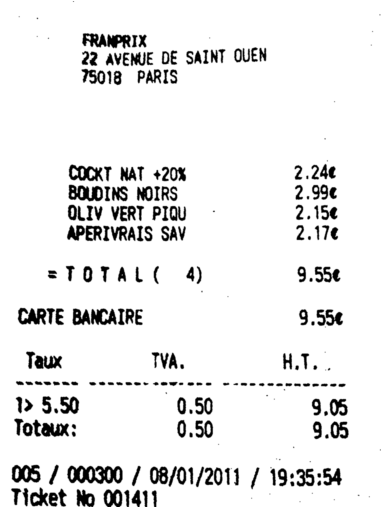 FRANPRIX
22 AVENUE DE SAINT OUEN
75018 PARIS
COCKT NAT +20% 2.24€
BOUDINS NOIRS 2.99€
OLIV VERT PIQU 2.15€
APERIVRAIS SAV 2.17€
= T O T A L ( 4) 9.55€
CARTE BANCAIRE 9.55€
Taux TVA. H.T.
1> 5.50 0.50 9.05
Totaux: 0.50 9.05
005 / 000300 / 08/01/2011 / 19:35:54
Ticket No 001411